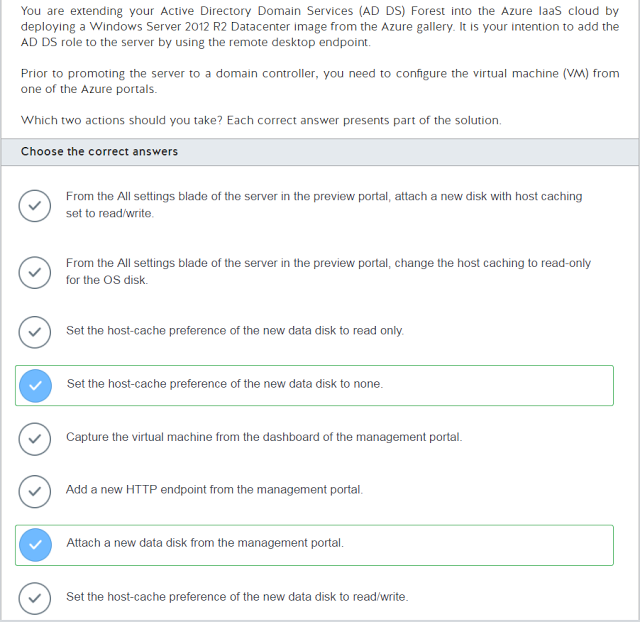 You are extending your Active Directory Domain Services (AD DS) Forest into the Azure IaaS cloud by
deploying a Windows Server 2012 R2 Datacenter image from the Azure gallery. It is your intention to add the
AD DS role to the server by using the remote desktop endpoint.
Prior to promoting the server to a domain controller, you need to configure the virtual machine (VM) from
one of the Azure portals.
Which two actions should you take? Each correct answer presents part of the solution.
Choose the correct answers
From the All settings blade of the server in the preview portal, attach a new disk with host caching
set to read/write.
From the All settings blade of the server in the preview portal, change the host caching to read-only
for the OS disk.
Set the host-cache preference of the new data disk to read only.
Set the host-cache preference of the new data disk to none.
Capture the virtual machine from the dashboard of the management portal.
Add a new HTTP endpoint from the management portal.
Attach a new data disk from the management portal.
Set the host-cache preference of the new data disk to read/write.